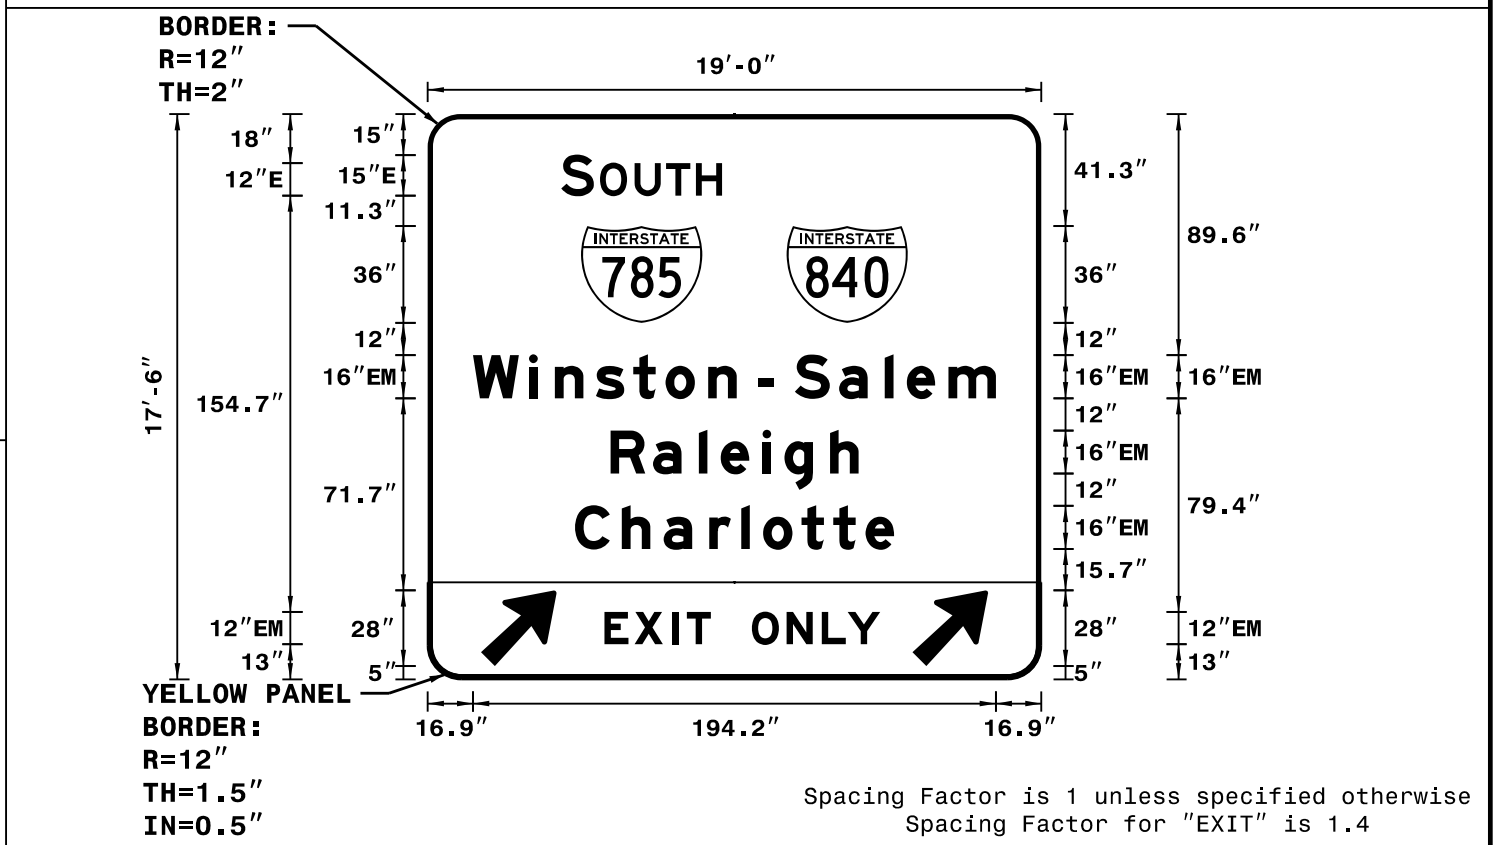 BORDER:
R=12"
TH=2"
19'-0"
17'-6"
18"
12"E
154.7"
12"EM
13"
15"
15"E
11.3"
36"
12"
16"EM
71.7"
28"
5"
SOUTH
INTERSTATE
785
INTERSTATE
840
Winston-Salem
Raleigh
Charlotte
EXIT ONLY
41.3"
36"
12"
16"EM
12"
16"EM
12"
16"EM
15.7"
28"
5"
89.6"
16"EM
79.4"
12"EM
13"
16.9"
194.2"
16.9"
YELLOW PANEL
BORDER:
R=12"
TH=1.5"
IN=0.5"
Spacing Factor is 1 unless specified otherwise
Spacing Factor for "EXIT" is 1.4